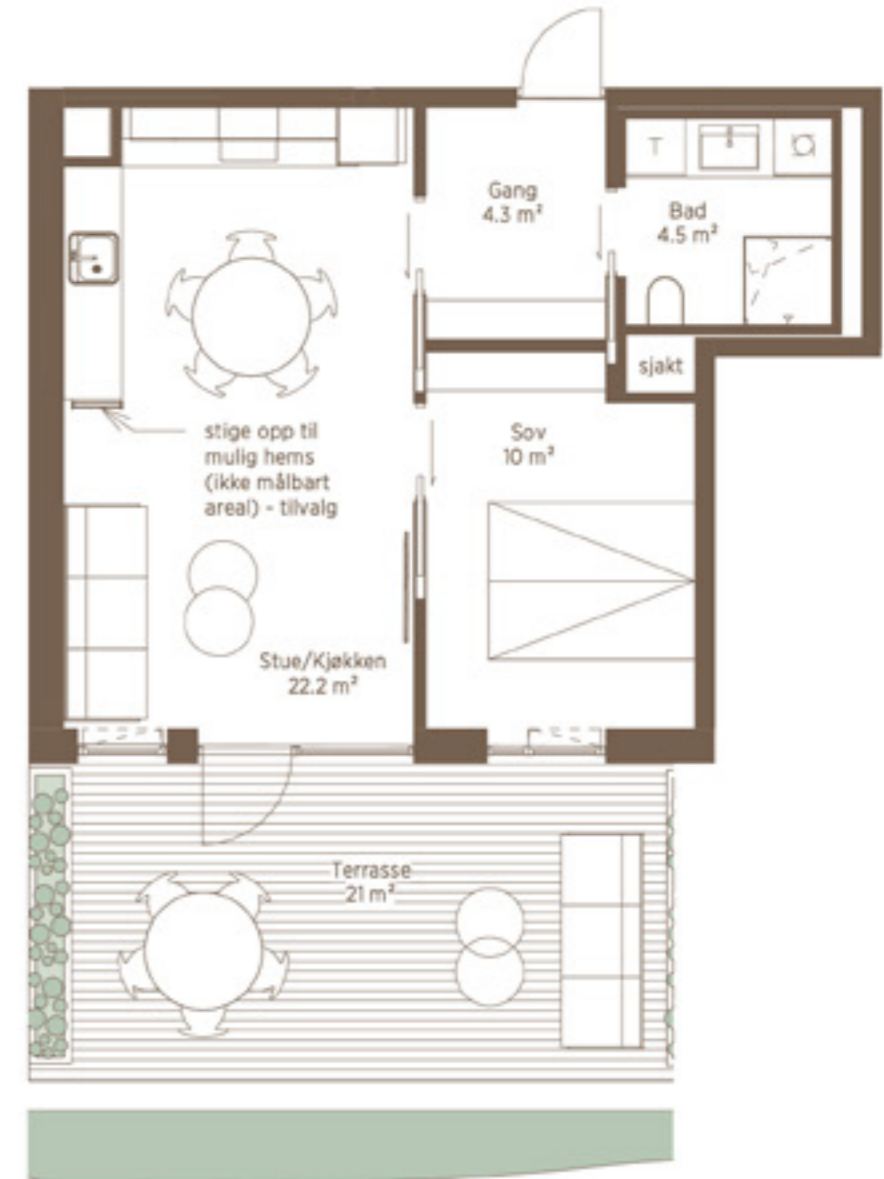 Gang
4.3 m²
Bad
4.5 m²
T
sjakt
stige opp til
mulig hems
(ikke målbart
areal) - tilvalg
Sov
10 m²
Stue/Kjøkken
22.2 m²
Terrasse
21 m²